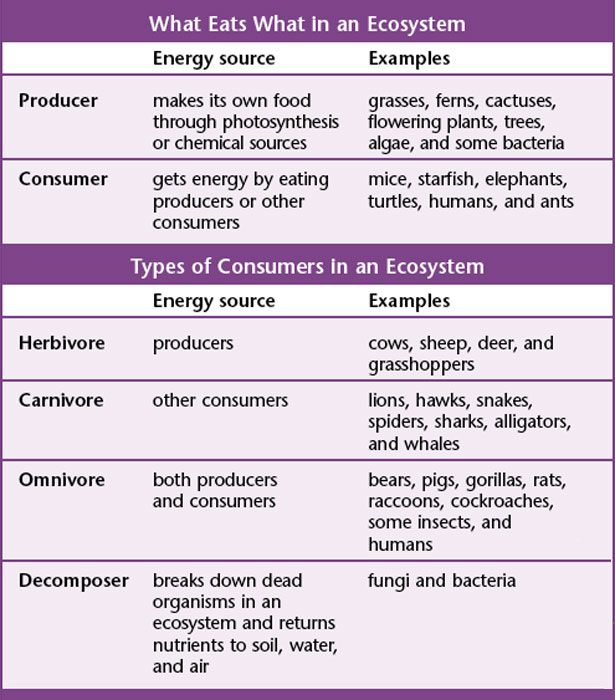 What Eats What in an Ecosystem
Energy source Examples
Producer makes its own food grasses, ferns, cactuses,
through photosynthesis flowering plants, trees,
or chemical sources algae, and some bacteria
Consumer gets energy by eating mice, starfish, elephants,
producers or other turtles, humans, and ants
consumers
Types of Consumers in an Ecosystem
Energy source Examples
Herbivore producers cows, sheep, deer, and
grasshoppers
Carnivore other consumers lions, hawks, snakes,
spiders, sharks, alligators,
and whales
Omnivore both producers bears, pigs, gorillas, rats,
and consumers raccoons, cockroaches,
some insects, and
humans
Decomposer breaks down dead fungi and bacteria
organisms in an
ecosystem and returns
nutrients to soil, water,
and air